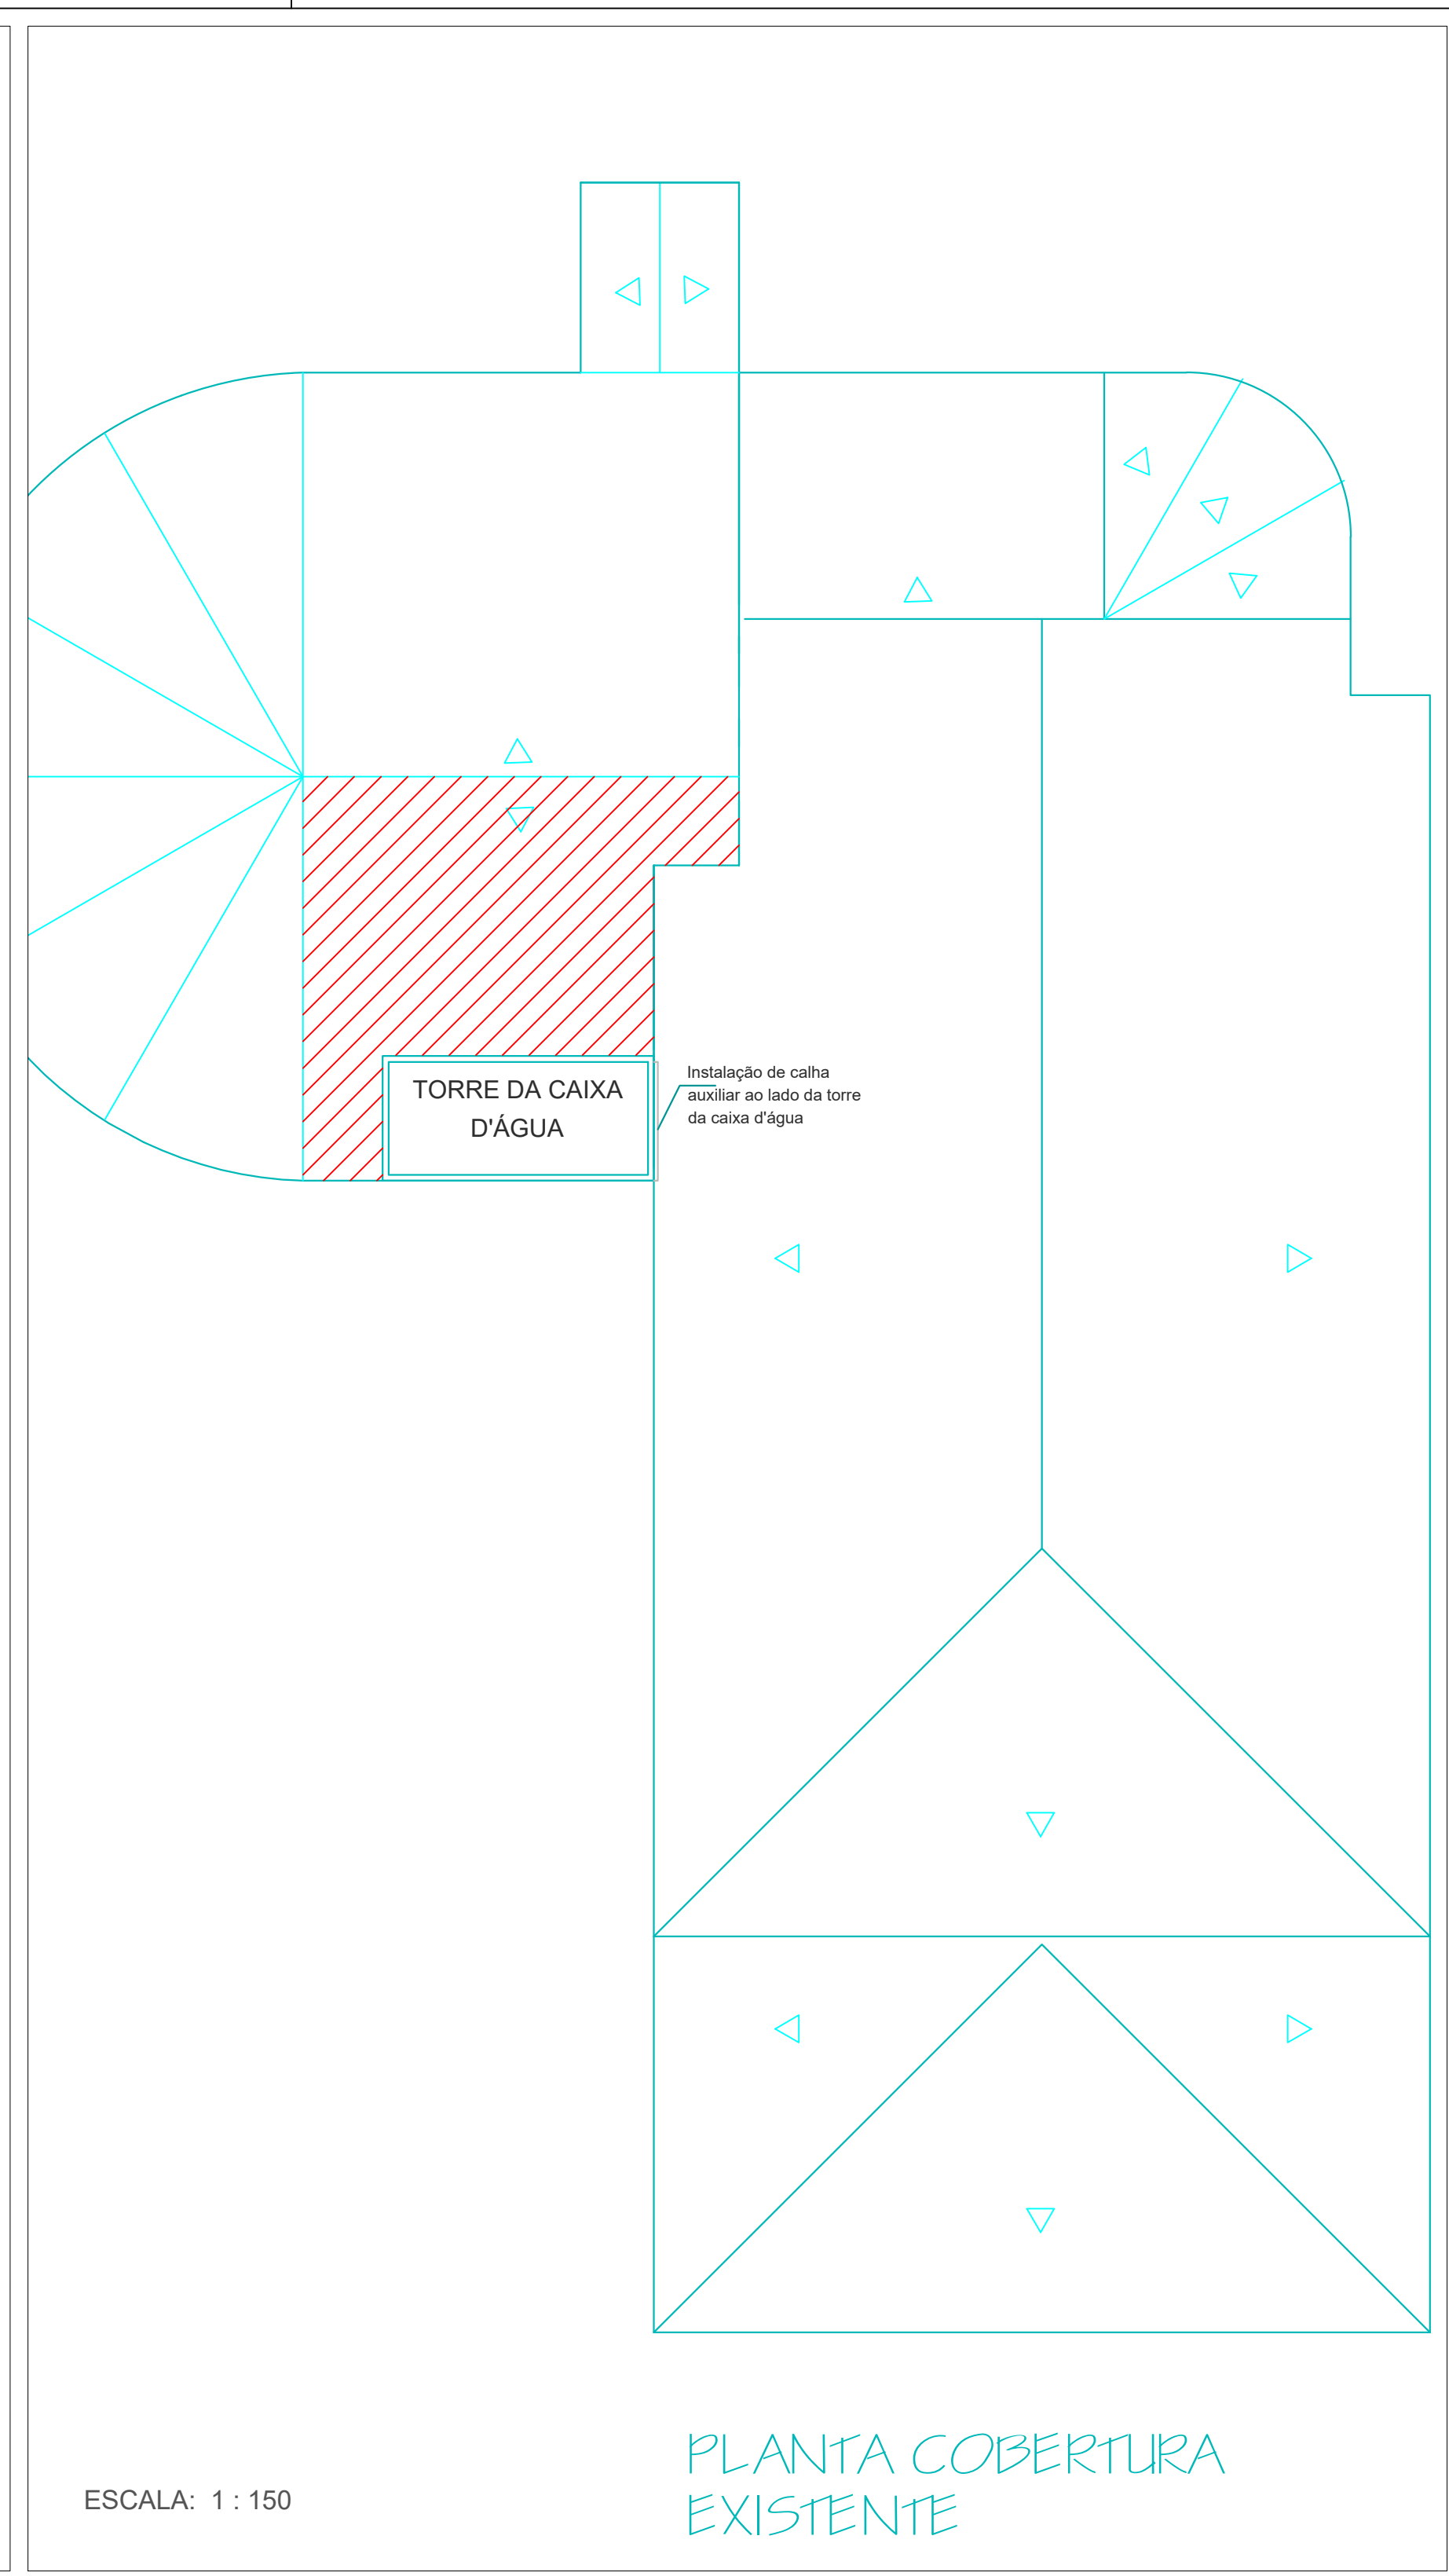 TORRE DA CAIXA
D'ÁGUA
Instalação de calha
auxiliar ao lado da torre
da caixa d'água
PLANTA COBERTURA
EXISTENTE
ESCALA: 1 : 150